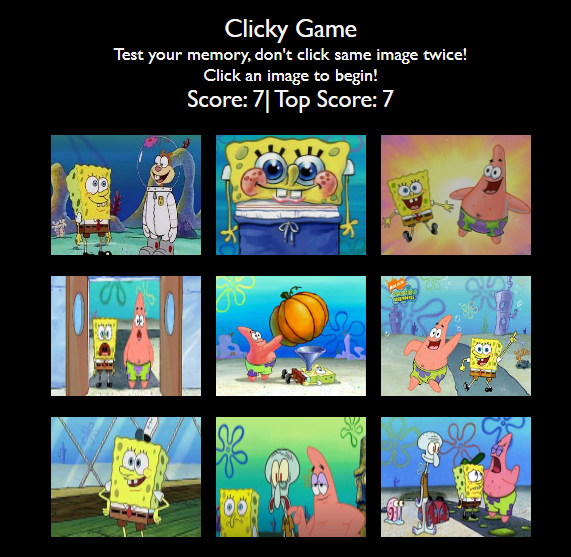 Clicky Game
Test your memory, don't click same image twice!
Click an image to begin!
Score: 7| Top Score: 7